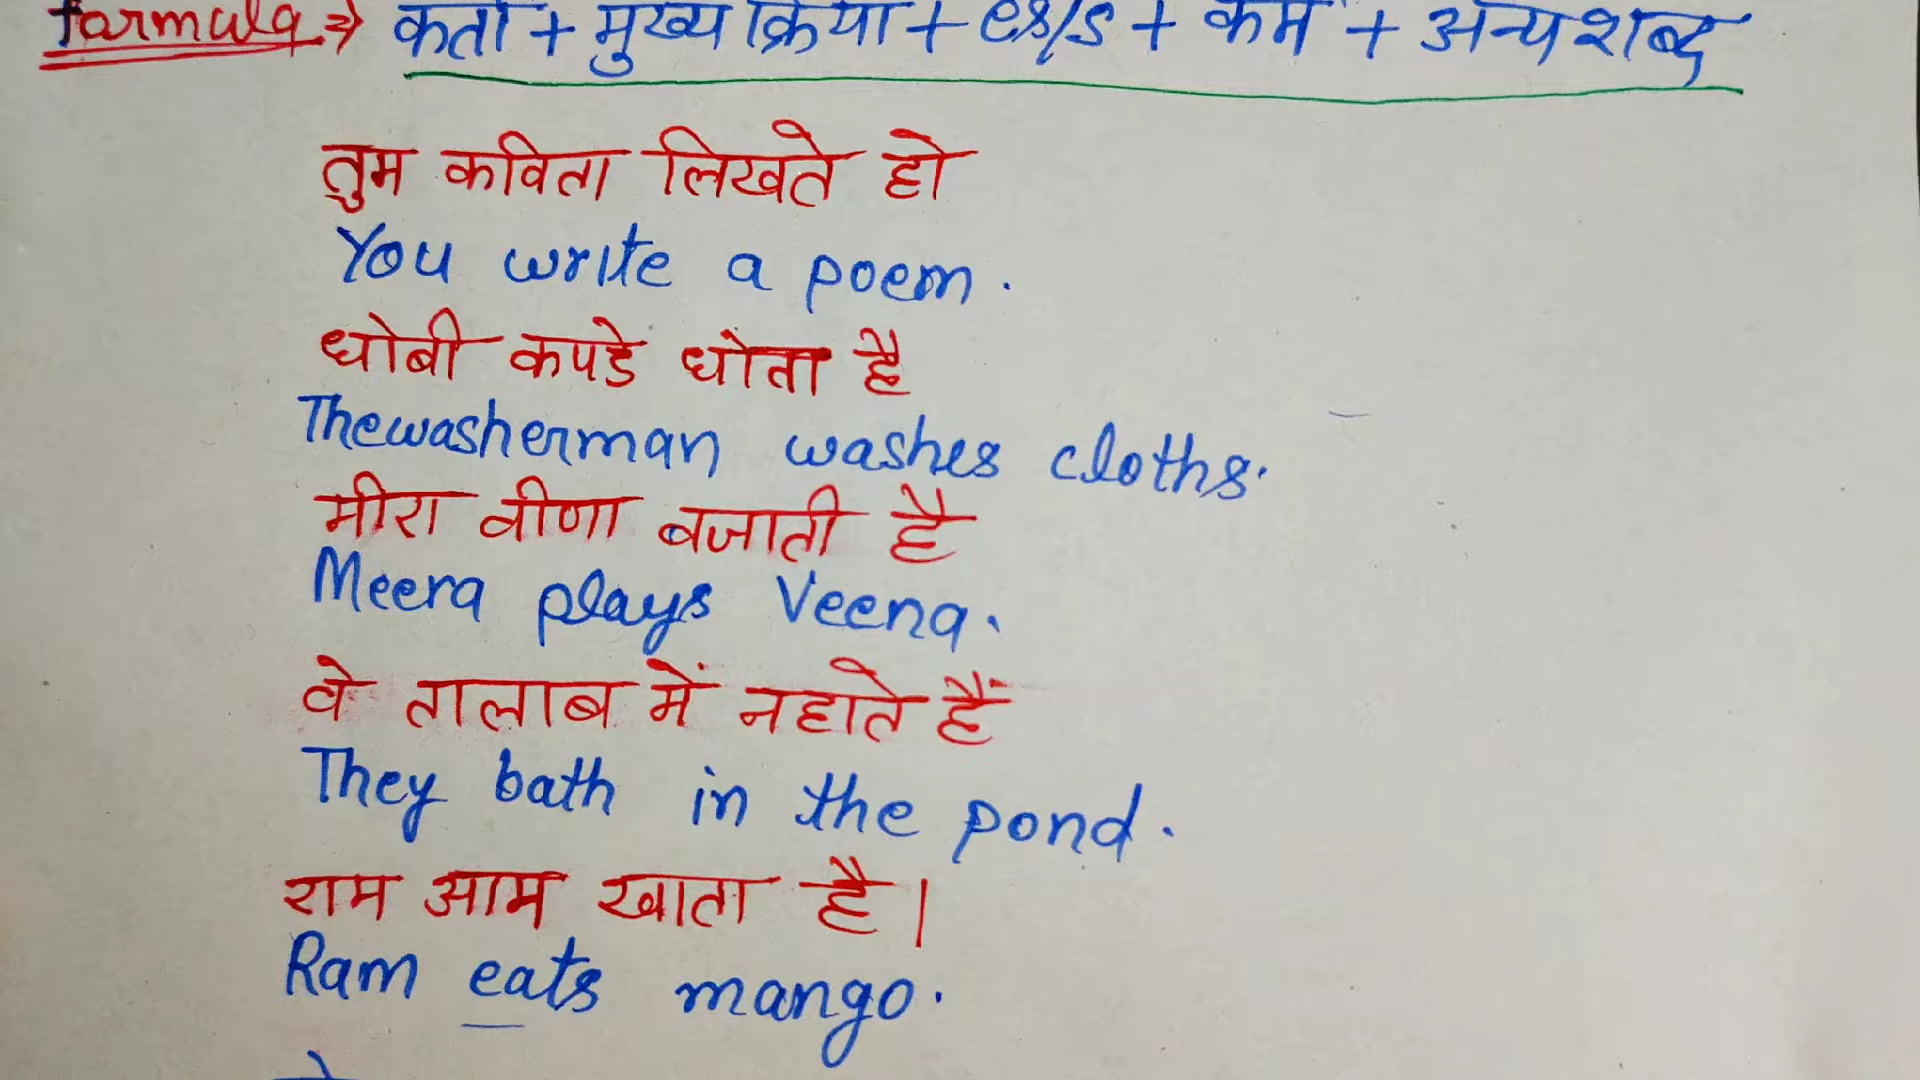 formula ⇒ कर्ता + मुख्य क्रिया + es/s + कर्म + अन्य शब्द
तुम कविता लिखते हो
You write a poem.
धोबी कपडे धोता है
Thewasherman washes cloths.
मीरा वीणा बजाती है
Meera plays Veena.
वे तालाब में नहाते हैं
They bath in the pond.
राम आम खाता है।
Ram eats mango.